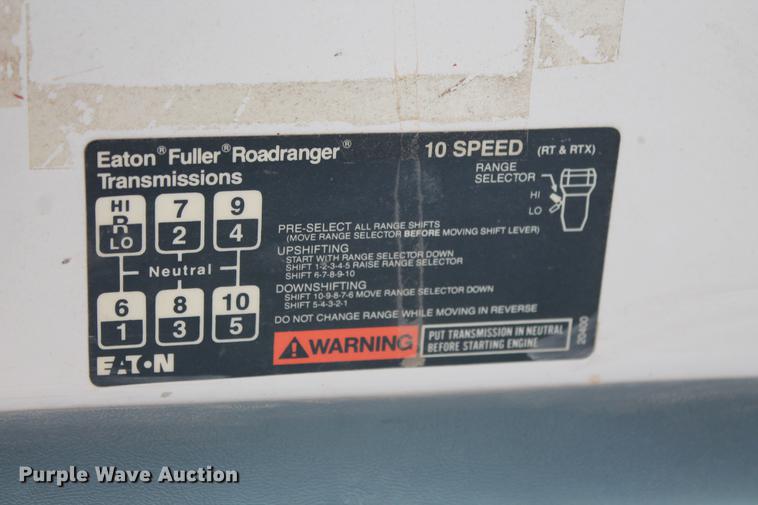 Eaton® Fuller® Roadranger®
Transmissions
10 SPEED (RT & RTX)
RANGE
SELECTOR
HI
LO
HI 7 9
R
LO 2 4
Neutral
6 8 10
1 3 5
PRE-SELECT ALL RANGE SHIFTS
(MOVE RANGE SELECTOR BEFORE MOVING SHIFT LEVER)
UPSHIFTING
START WITH RANGE SELECTOR DOWN
SHIFT 1-2-3-4-5 RAISE RANGE SELECTOR
SHIFT 6-7-8-9-10
DOWNSHIFTING
SHIFT 10-9-8-7-6 MOVE RANGE SELECTOR DOWN
SHIFT 5-4-3-2-1
DO NOT CHANGE RANGE WHILE MOVING IN REVERSE
WARNING
PUT TRANSMISSION IN NEUTRAL
BEFORE STARTING ENGINE
20400
EATON
Purple Wave Auction